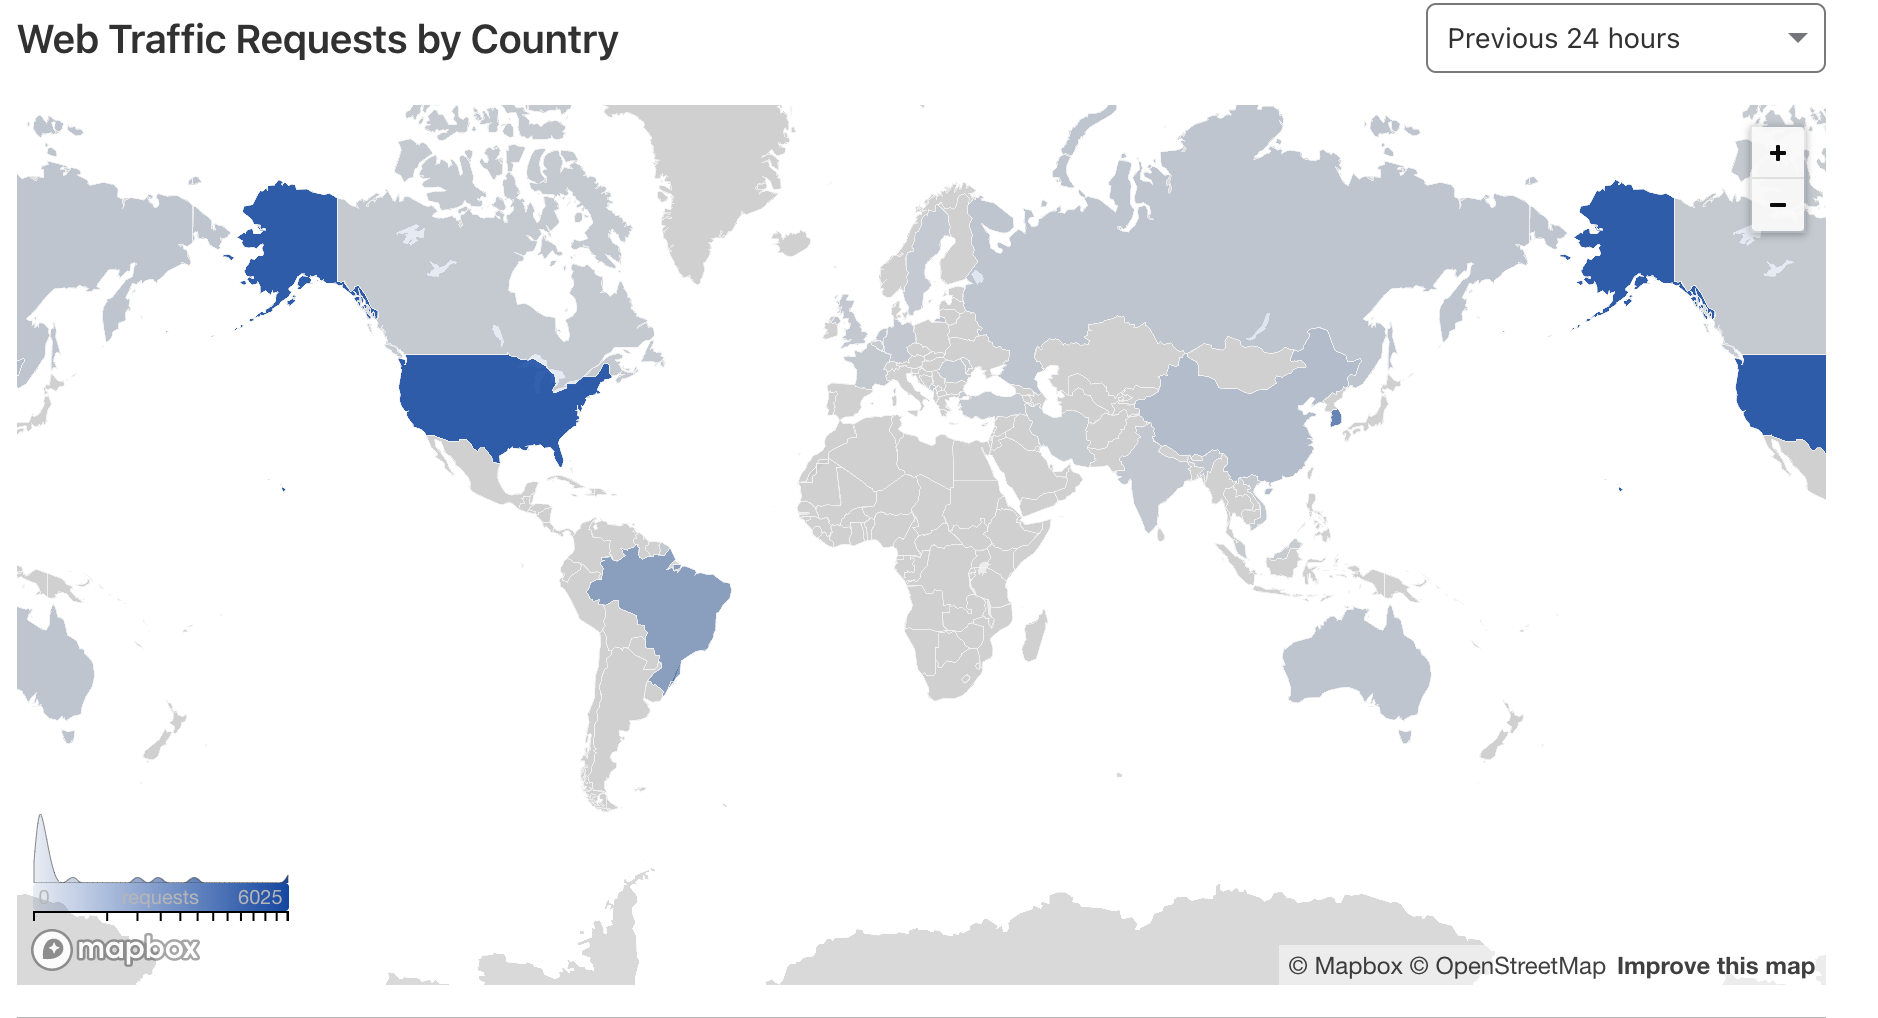 Web Traffic Requests by Country
Previous 24 hours
+
−
0 requests 6025
mapbox
© Mapbox © OpenStreetMap Improve this map